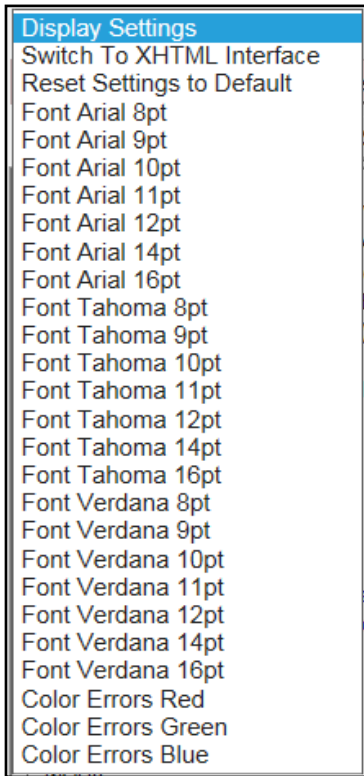 Display Settings
Switch To XHTML Interface
Reset Settings to Default
Font Arial 8pt
Font Arial 9pt
Font Arial 10pt
Font Arial 11pt
Font Arial 12pt
Font Arial 14pt
Font Arial 16pt
Font Tahoma 8pt
Font Tahoma 9pt
Font Tahoma 10pt
Font Tahoma 11pt
Font Tahoma 12pt
Font Tahoma 14pt
Font Tahoma 16pt
Font Verdana 8pt
Font Verdana 9pt
Font Verdana 10pt
Font Verdana 11pt
Font Verdana 12pt
Font Verdana 14pt
Font Verdana 16pt
Color Errors Red
Color Errors Green
Color Errors Blue